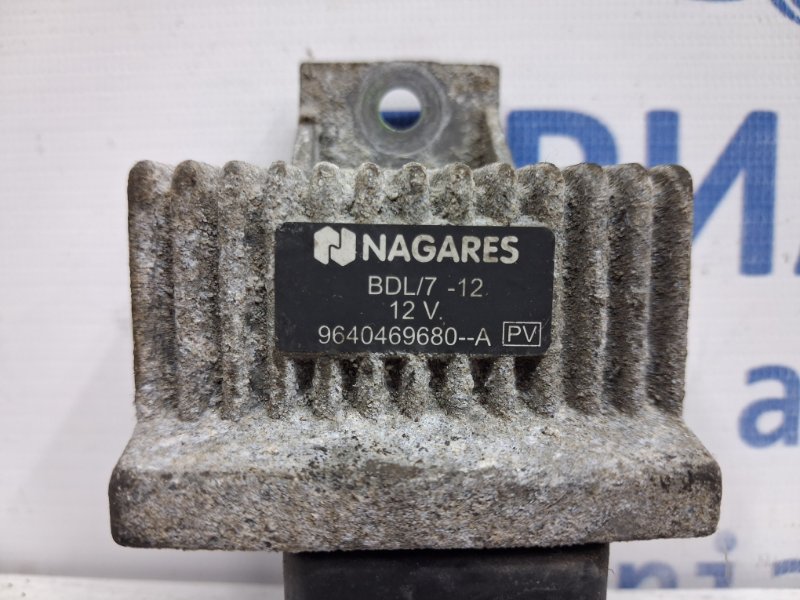 NAGARES
BDL/7 -12
12 V.
9640469680--A PV